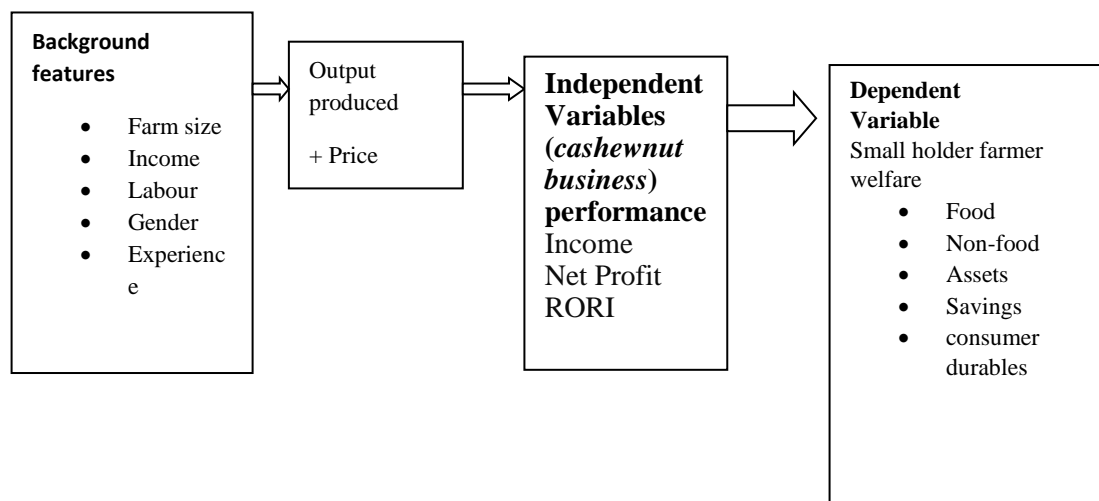 Background
features
• Farm size
• Income
• Labour
• Gender
• Experienc
e
Output
produced
+ Price
Independent
Variables
(cashewnut
business)
performance
Income
Net Profit
RORI
Dependent
Variable
Small holder farmer
welfare
• Food
• Non-food
• Assets
• Savings
• consumer
durables